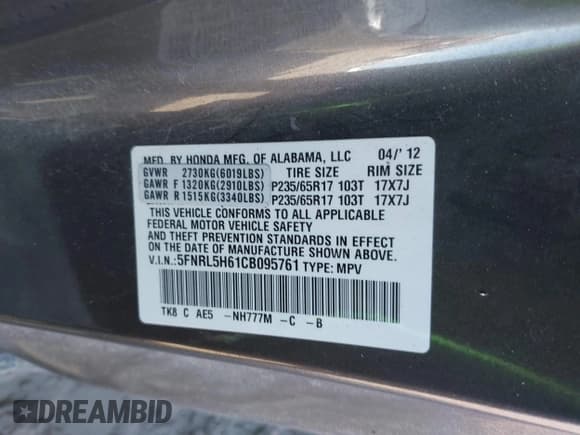 MFD. BY HONDA MFG. OF ALABAMA, LLC 04/' 12
GVWR 2730KG(6019LBS) TIRE SIZE RIM SIZE
GAWR F 1320KG(2910LBS) P235/65R17 103T 17X7J
GAWR R 1515KG(3340LBS) P235/65R17 103T 17X7J
THIS VEHICLE CONFORMS TO ALL APPLICABLE
FEDERAL MOTOR VEHICLE SAFETY
AND THEFT PREVENTION STANDARDS IN EFFECT
ON THE DATE OF MANUFACTURE SHOWN ABOVE.
V.I.N.:5FNRL5H61CB095761 TYPE: MPV
TK8 C AE5 -NH777M -C -B
DREAMBID